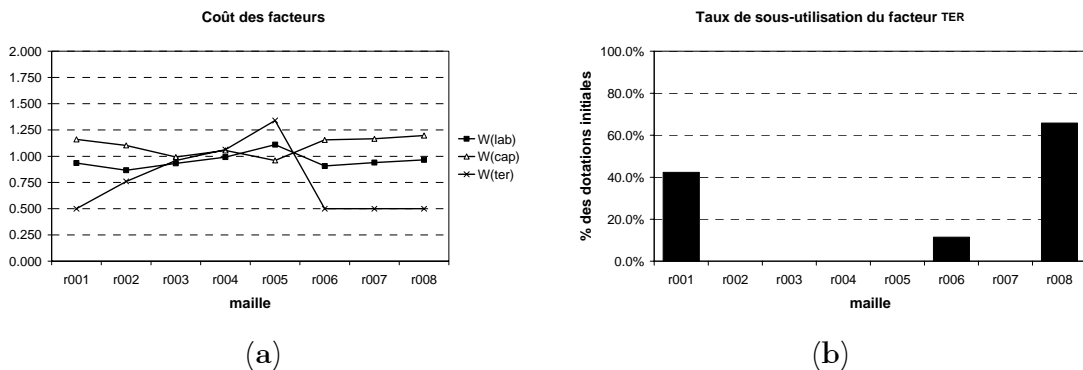 Coût des facteurs
2.000
1.750
1.500
1.250
1.000
0.750
0.500
0.250
0.000
r001 r002 r003 r004 r005 r006 r007 r008
maille
W(lab)
W(cap)
W(ter)
(a)
Taux de sous-utilisation du facteur TER
% des dotations initiales
100.0%
80.0%
60.0%
40.0%
20.0%
0.0%
r001 r002 r003 r004 r005 r006 r007 r008
maille
(b)